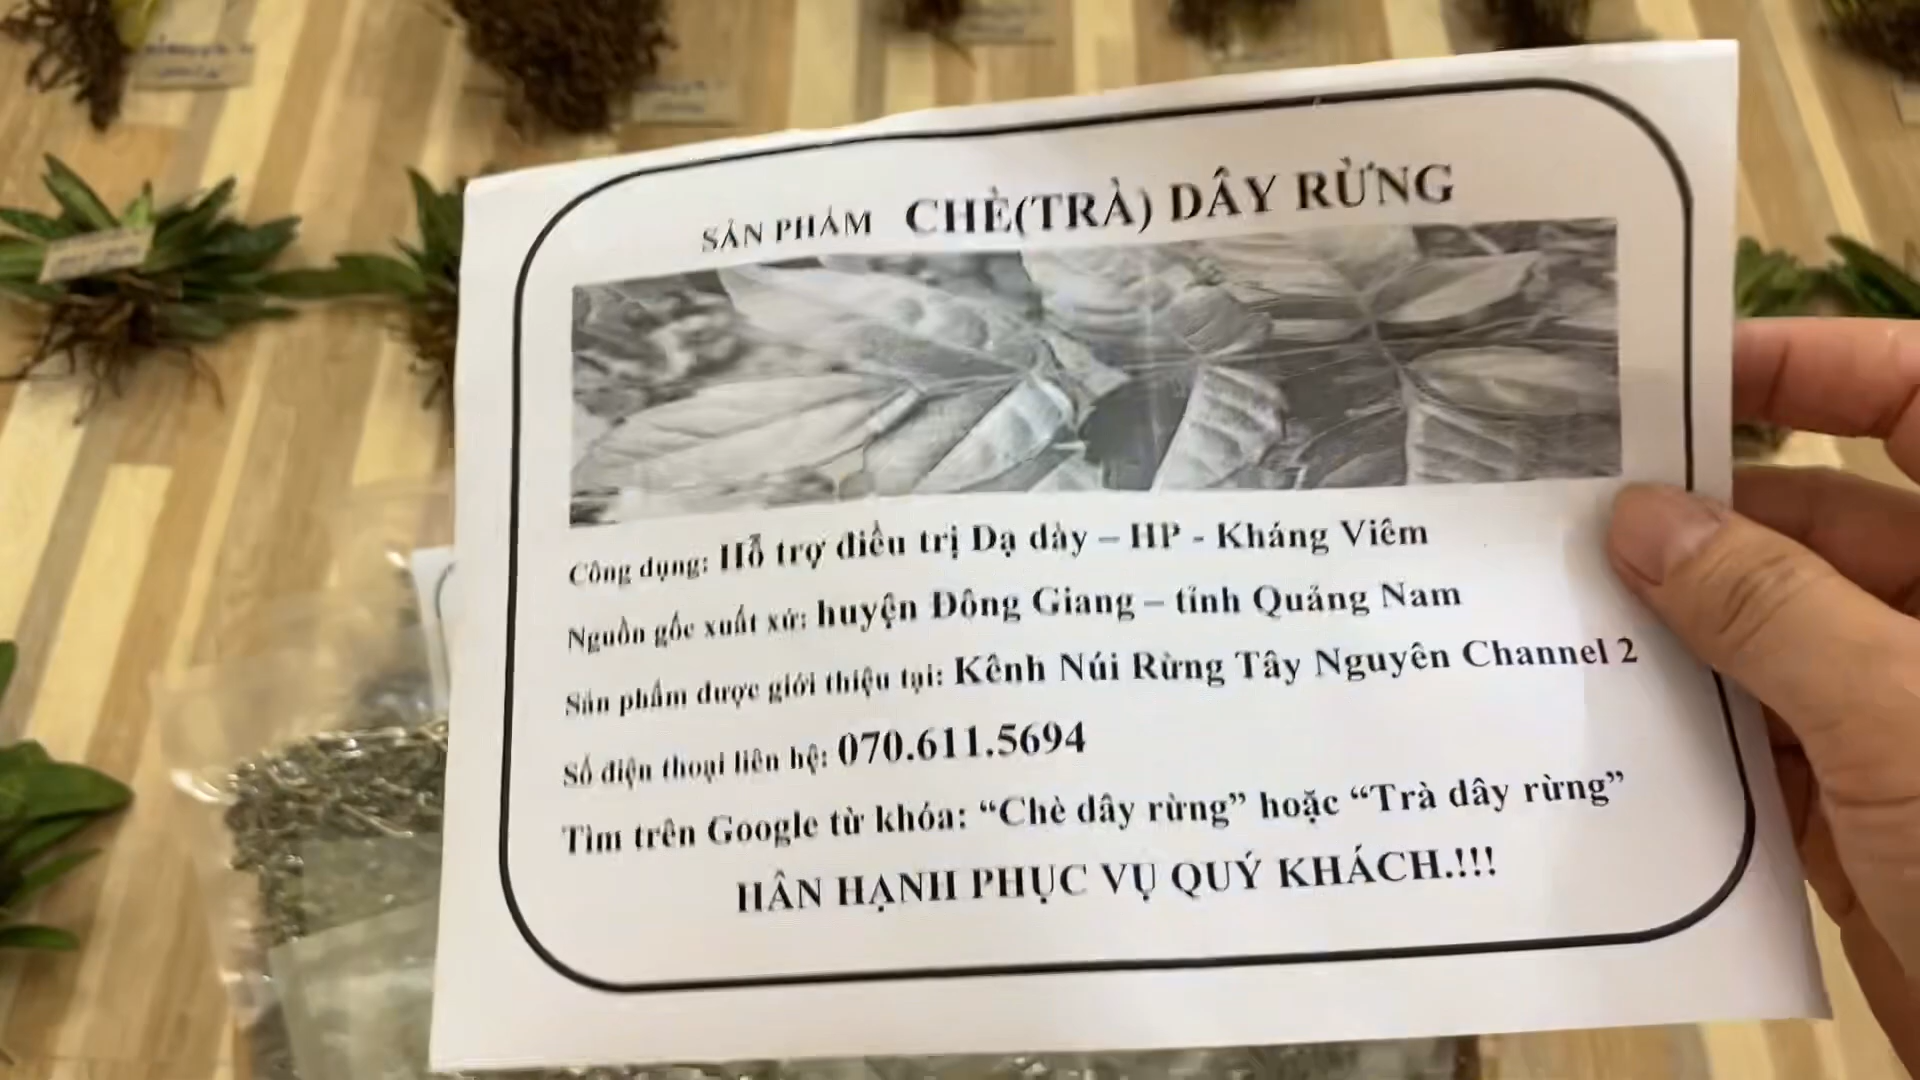 SẢN PHẨM CHÈ(TRÀ) DÂY RỪNG
Công dụng: Hỗ trợ điều trị Dạ dày – HP - Kháng Viêm
Nguồn gốc xuất xứ: huyện Đông Giang – tỉnh Quảng Nam
Sản phẩm được giới thiệu tại: Kênh Núi Rừng Tây Nguyên Channel 2
Số điện thoại liên hệ: 070.611.5694
Tìm trên Google từ khóa: “Chè dây rừng” hoặc “Trà dây rừng”
HÂN HẠNH PHỤC VỤ QUÝ KHÁCH.!!!